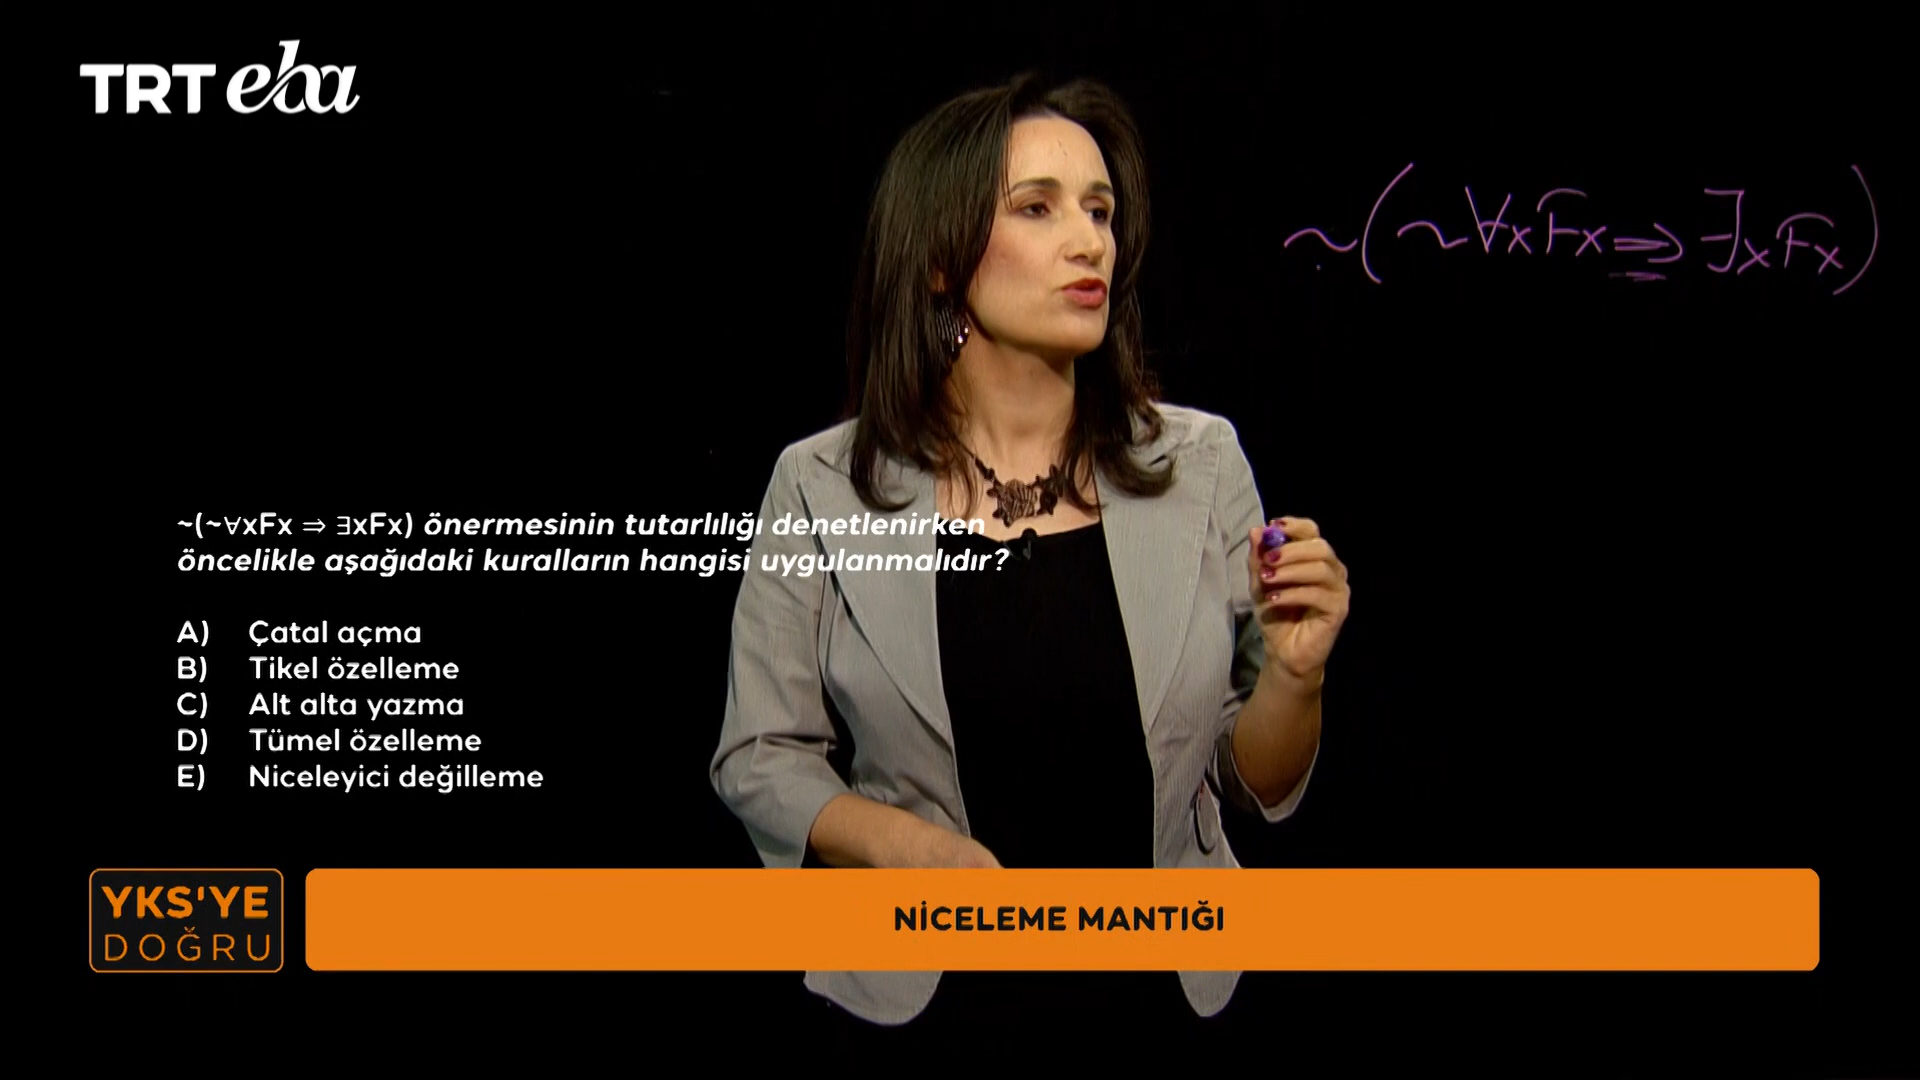 TRT eba
~(~∀xFx ⇒ ∃xFx)
~(~∀xFx ⇒ ∃xFx) önermesinin tutarlılığı denetlenirken
öncelikle aşağıdaki kuralların hangisi uygulanmalıdır?
A) Çatal açma
B) Tikel özelleme
C) Alt alta yazma
D) Tümel özelleme
E) Niceleyici değilleme
YKS'YE
DOĞRU
NİCELEME MANTIĞI